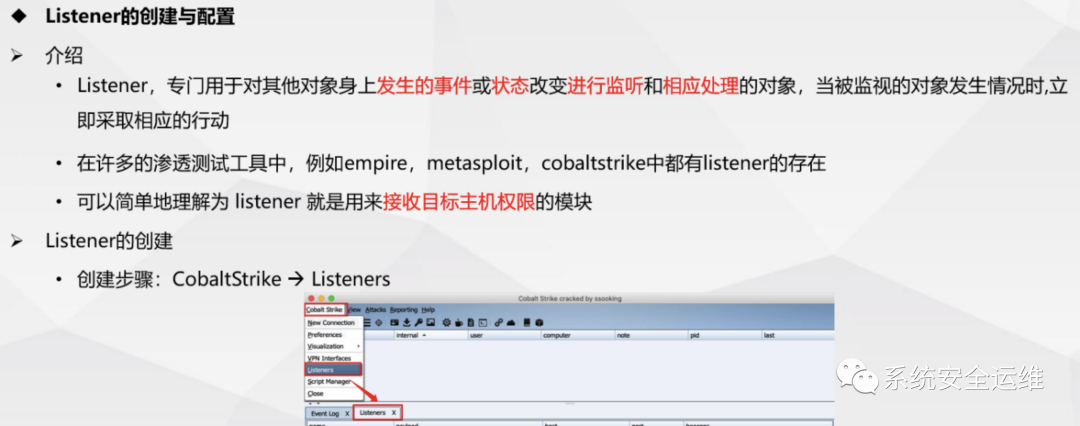 Listener的创建与配置
介绍
Listener，专门用于对其他对象身上发生的事件或状态改变进行监听和相应处理的对象，当被监视的对象发生情况时,立
即采取相应的行动
在许多的渗透测试工具中，例如empire，metasploit，cobaltstrike中都有listener的存在
可以简单地理解为 listener 就是用来接收目标主机权限的模块
Listener的创建
创建步骤：CobaltStrike → Listeners
Cobalt Strike cracked by ssooking
Cobalt Strike View Attacks Reporting Help
New Connection
Preferences
internal user computer note pid last
Visualization
VPN Interfaces
Listeners
Script Manager
Close
Event Log X Listeners X
name payload host port beacons
系统安全运维